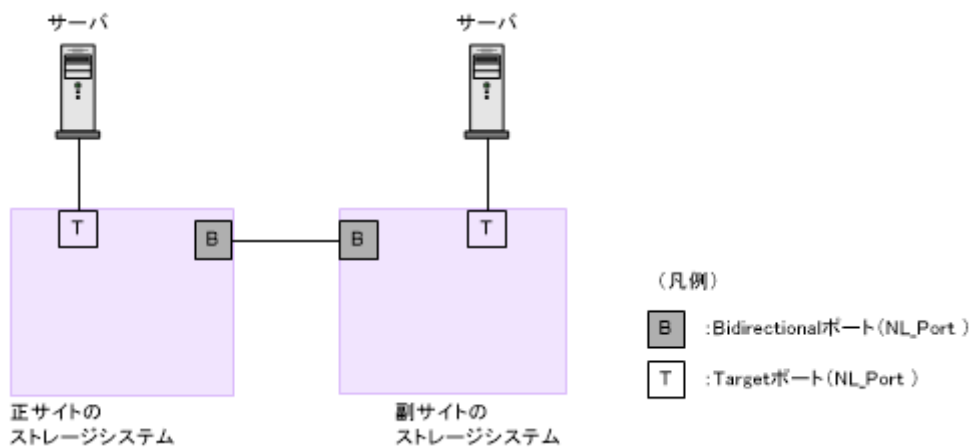 サーバ
サーバ
T
B
B
T
正サイトの
ストレージシステム
副サイトの
ストレージシステム
（凡例）
B :Bidirectionalポート（NL_Port ）
T :Targetポート（NL_Port ）